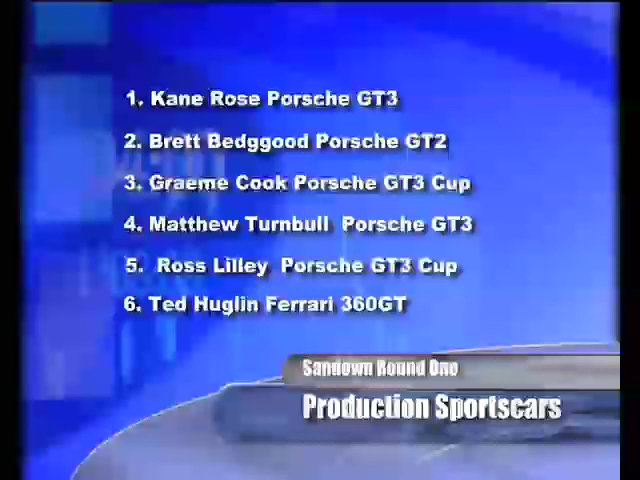 1. Kane Rose Porsche GT3
2. Brett Bedggood Porsche GT2
3. Graeme Cook Porsche GT3 Cup
4. Matthew Turnbull Porsche GT3
5. Ross Lilley Porsche GT3 Cup
6. Ted Huglin Ferrari 360GT
Sandown Round One
Production Sportscars